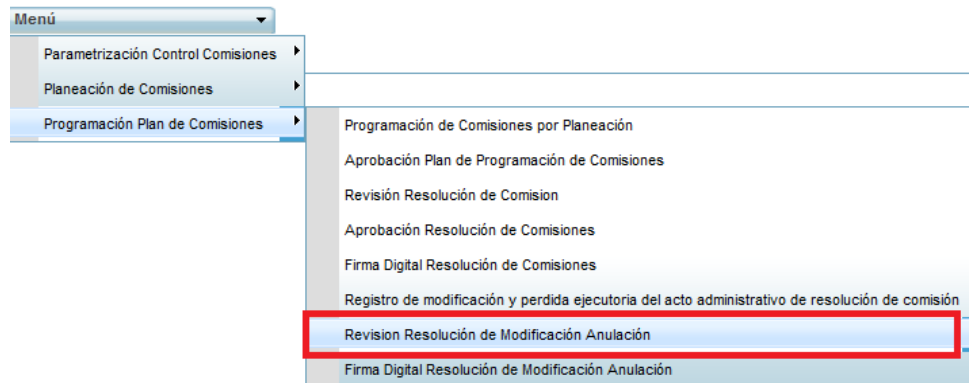 Menú
Parametrización Control Comisiones
Planeación de Comisiones
Programación Plan de Comisiones
Programación de Comisiones por Planeación
Aprobación Plan de Programación de Comisiones
Revisión Resolución de Comision
Aprobación Resolución de Comisiones
Firma Digital Resolución de Comisiones
Registro de modificación y perdida ejecutoria del acto administrativo de resolución de comisión
Revision Resolución de Modificación Anulación
Firma Digital Resolución de Modificación Anulación